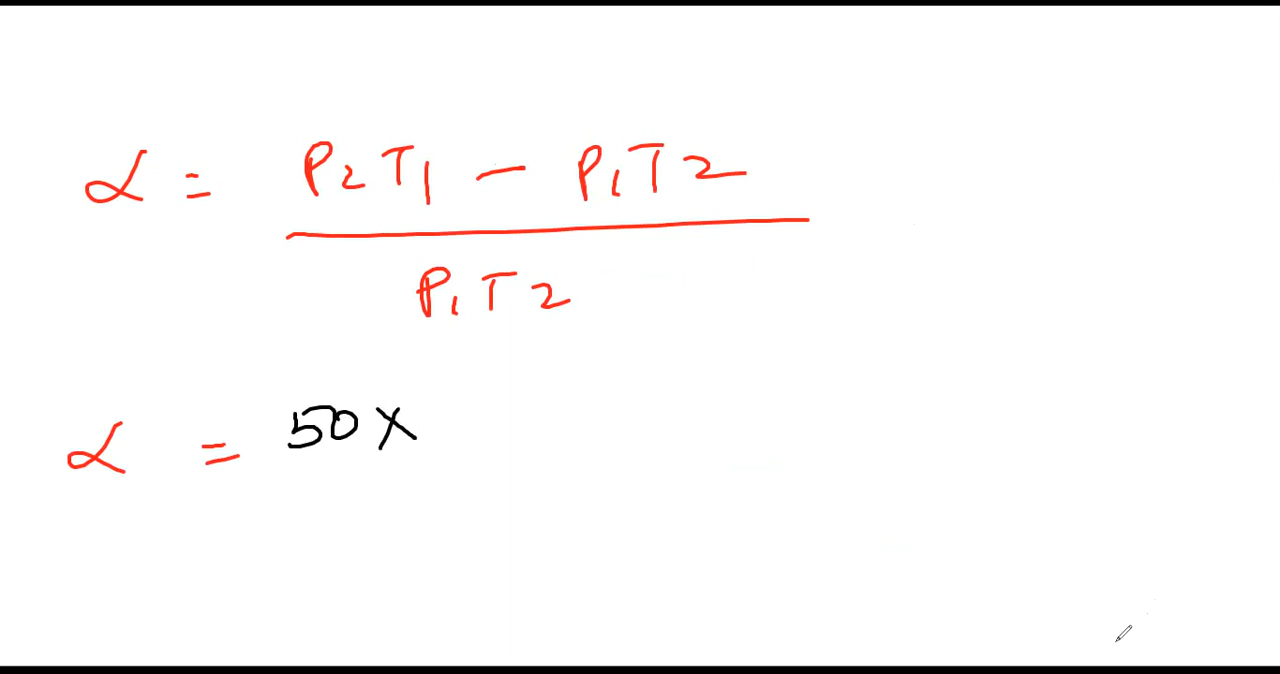 α = P2T1 - P1T2
P1T2
α = 50 ×